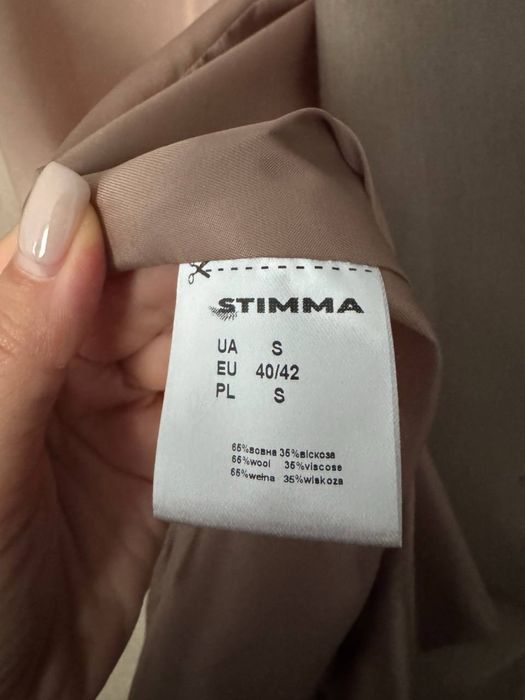 STIMMA
UA S
EU 40/42
PL S
65%вовна 35%віскоза
65%wool 35%viscose
65%wełna 35%wiskoza